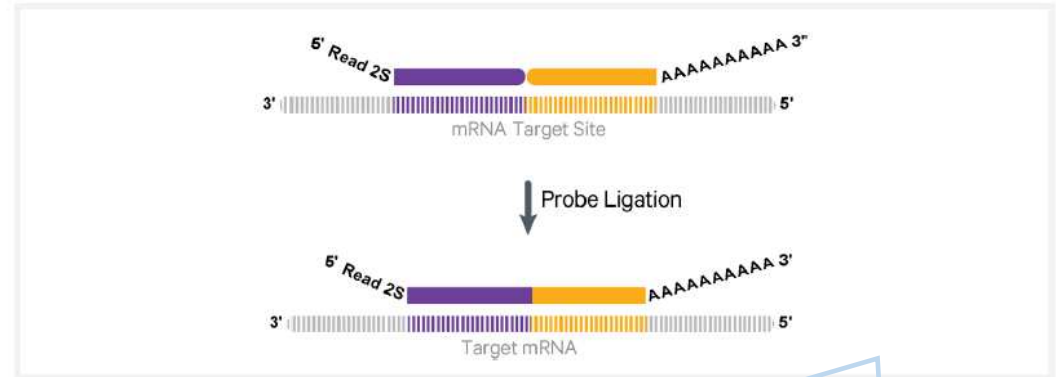 5' Read 2S AAAAAAAAAA 3"
3' 5'
mRNA Target Site
Probe Ligation
5' Read 2S AAAAAAAAAA 3'
3' 5'
Target mRNA